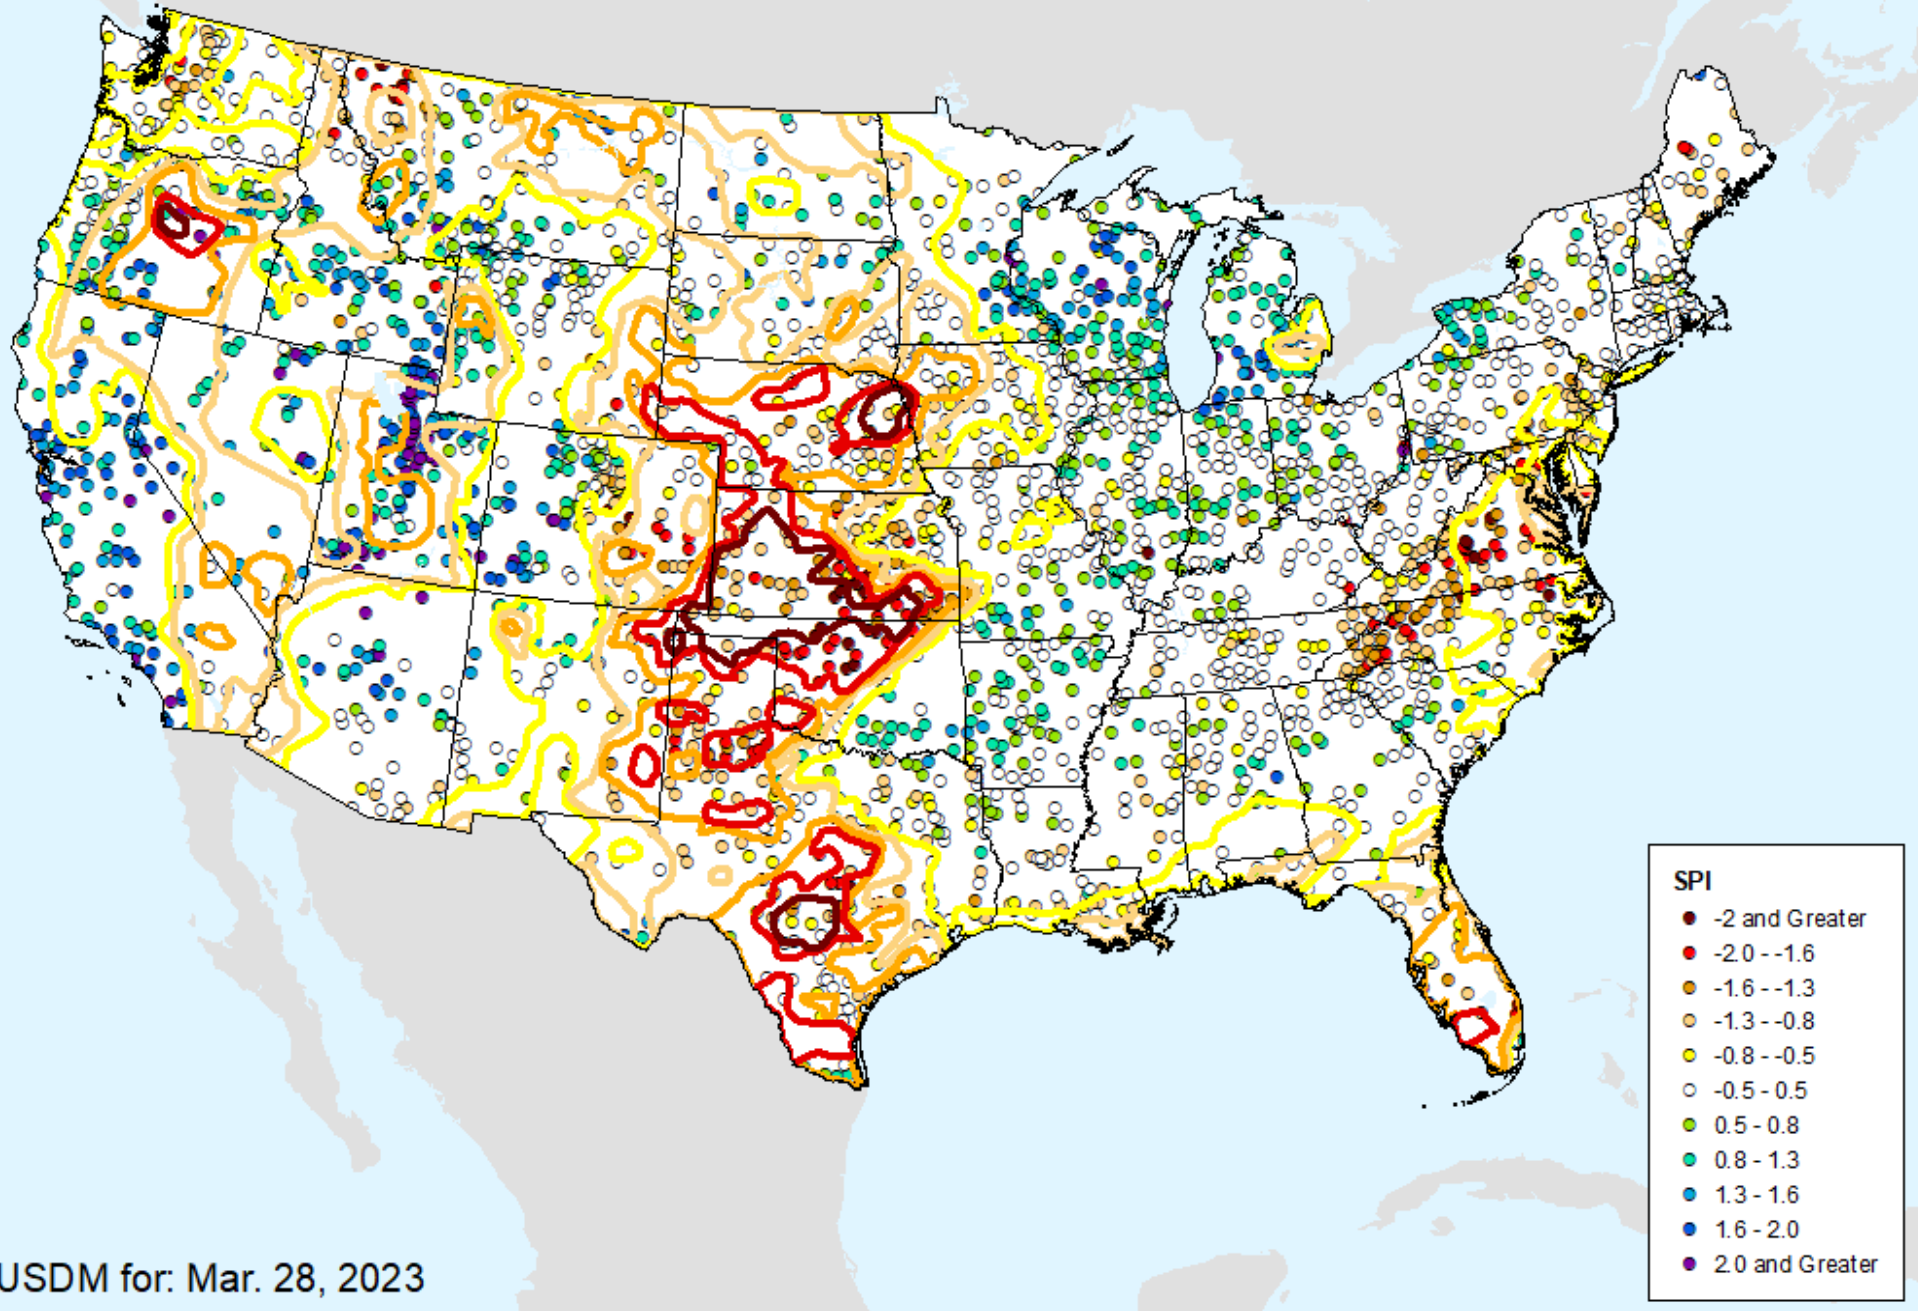 SPI
-2 and Greater
-2.0 - -1.6
-1.6 - -1.3
-1.3 - -0.8
-0.8 - -0.5
-0.5 - 0.5
0.5 - 0.8
0.8 - 1.3
1.3 - 1.6
1.6 - 2.0
2.0 and Greater
USDM for: Mar. 28, 2023